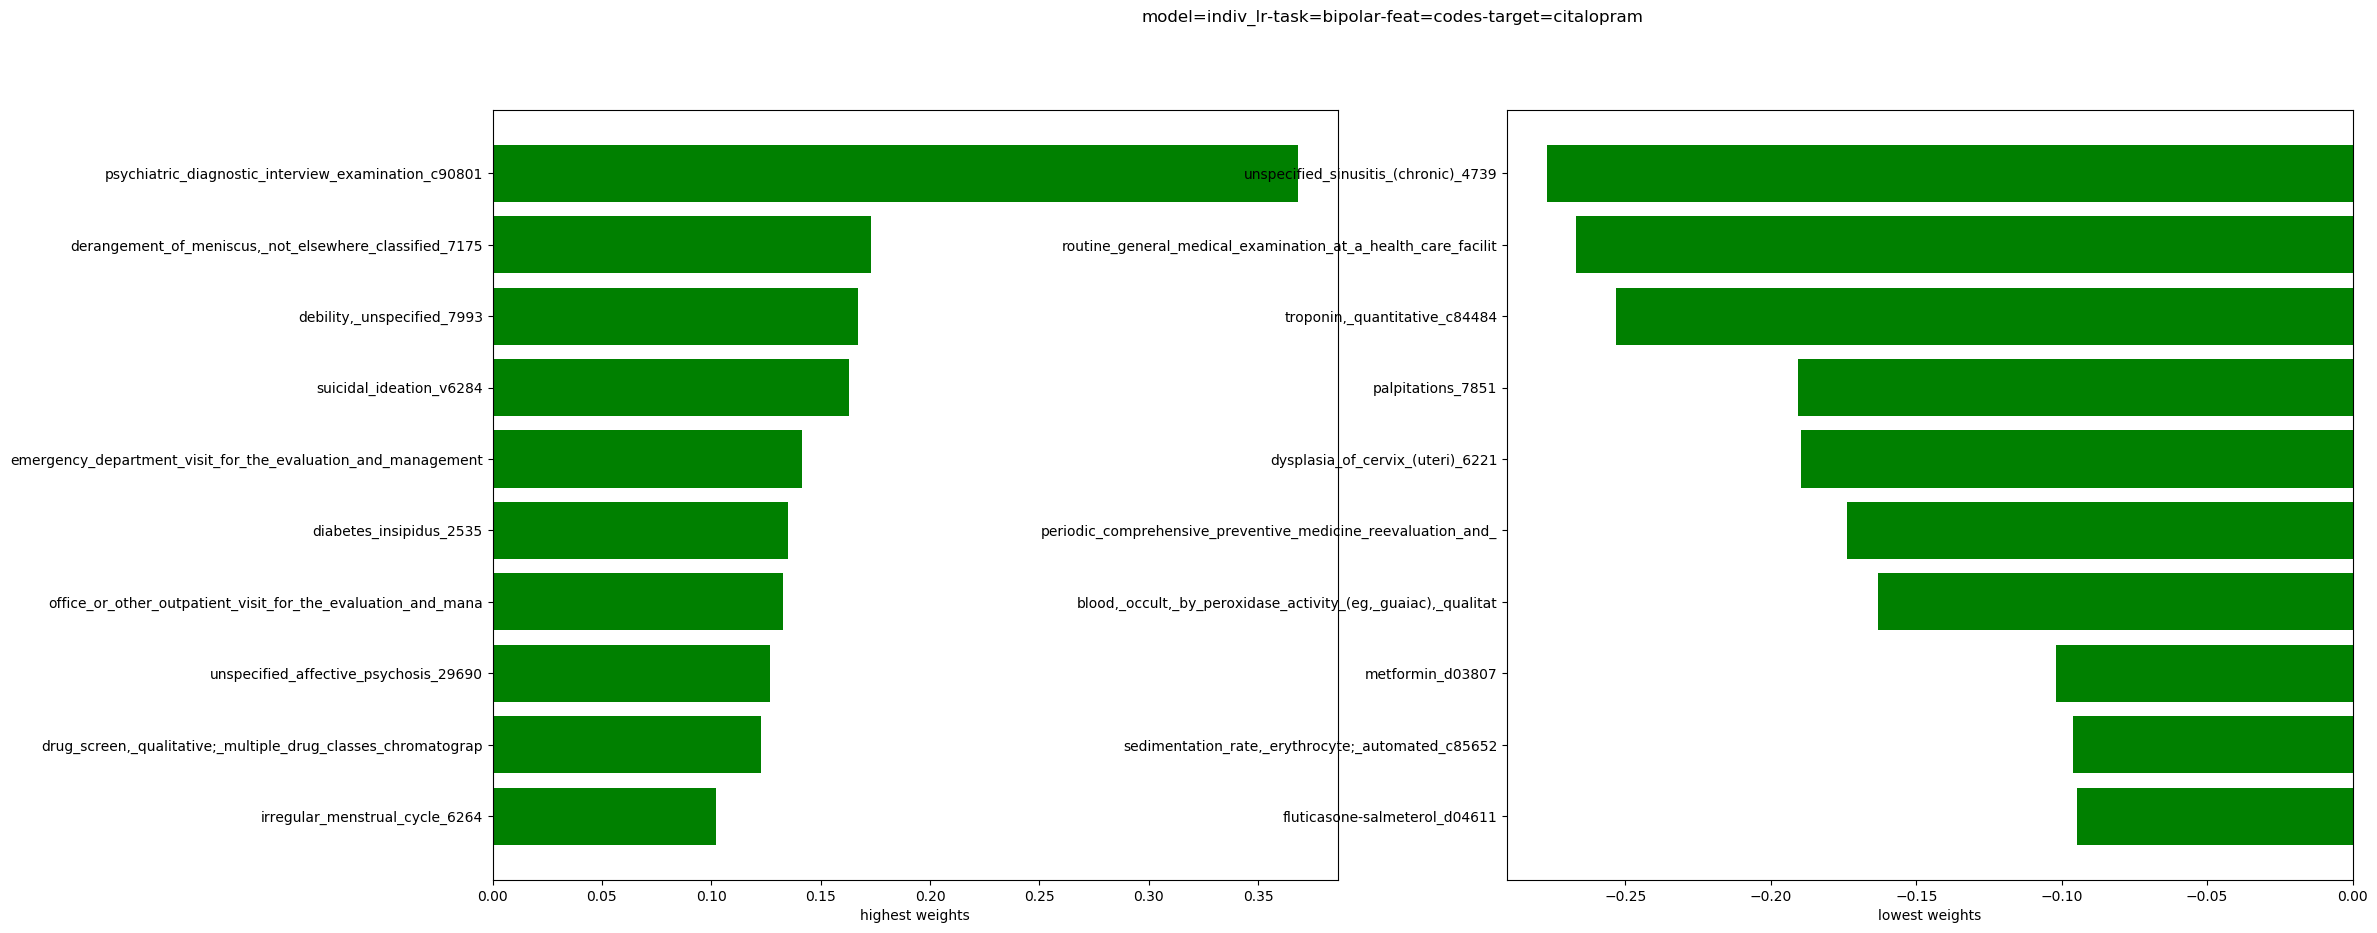 model=indiv_lr-task=bipolar-feat=codes-target=citalopram
psychiatric_diagnostic_interview_examination_c90801
derangement_of_meniscus,_not_elsewhere_classified_7175
debility,_unspecified_7993
suicidal_ideation_v6284
emergency_department_visit_for_the_evaluation_and_management
diabetes_insipidus_2535
office_or_other_outpatient_visit_for_the_evaluation_and_mana
unspecified_affective_psychosis_29690
drug_screen,_qualitative;_multiple_drug_classes_chromatograp
irregular_menstrual_cycle_6264
0.00 0.05 0.10 0.15 0.20 0.25 0.30 0.35
highest weights
unspecified_sinusitis_(chronic)_4739
routine_general_medical_examination_at_a_health_care_facilit
troponin,_quantitative_c84484
palpitations_7851
dysplasia_of_cervix_(uteri)_6221
periodic_comprehensive_preventive_medicine_reevaluation_and_
blood,_occult,_by_peroxidase_activity_(eg,_guaiac),_qualitat
metformin_d03807
sedimentation_rate,_erythrocyte;_automated_c85652
fluticasone-salmeterol_d04611
−0.25 −0.20 −0.15 −0.10 −0.05 0.00
lowest weights